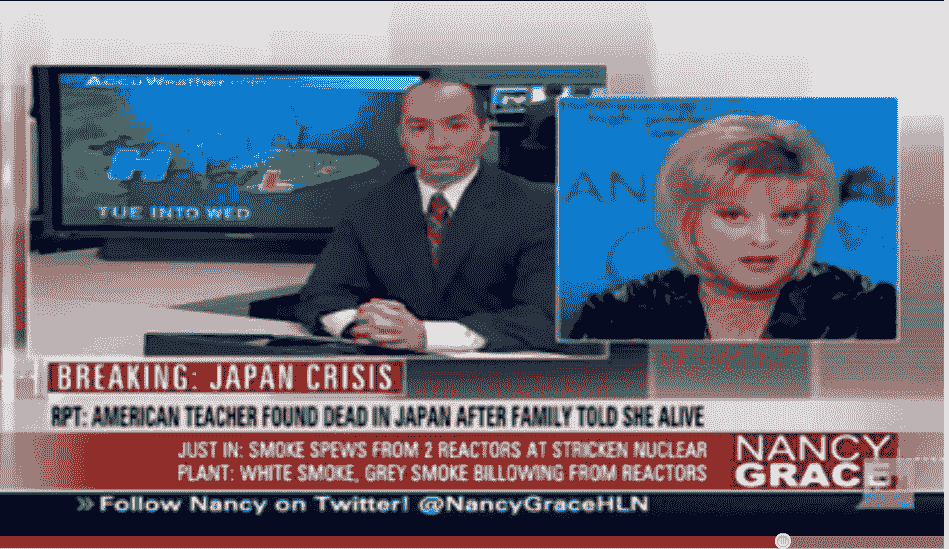 AccuWeather
H
L
TUE INTO WED
AN
BREAKING: JAPAN CRISIS
RPT: AMERICAN TEACHER FOUND DEAD IN JAPAN AFTER FAMILY TOLD SHE ALIVE
JUST IN: SMOKE SPEWS FROM 2 REACTORS AT STRICKEN NUCLEAR
PLANT: WHITE SMOKE, GREY SMOKE BILLOWING FROM REACTORS
NANCY
GRACE
» Follow Nancy on Twitter! @NancyGraceHLN